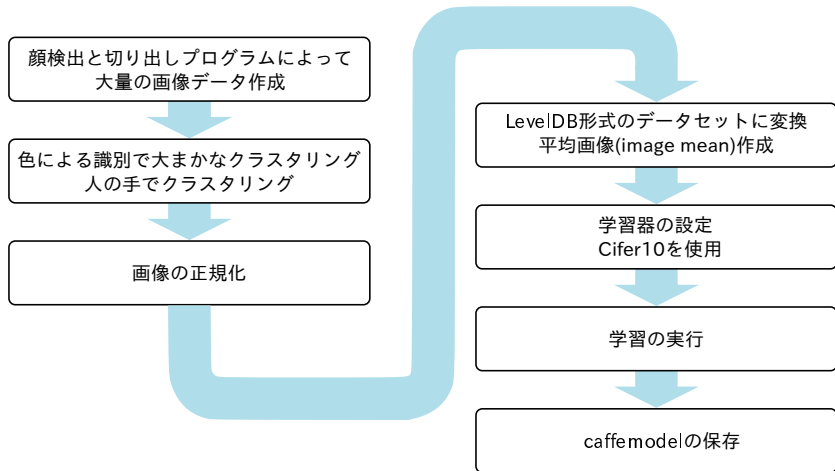 顔検出と切り出しプログラムによって
大量の画像データ作成
色による識別で大まかなクラスタリング
人の手でクラスタリング
画像の正規化
LevelDB形式のデータセットに変換
平均画像(image mean)作成
学習器の設定
Cifer10を使用
学習の実行
caffemodelの保存